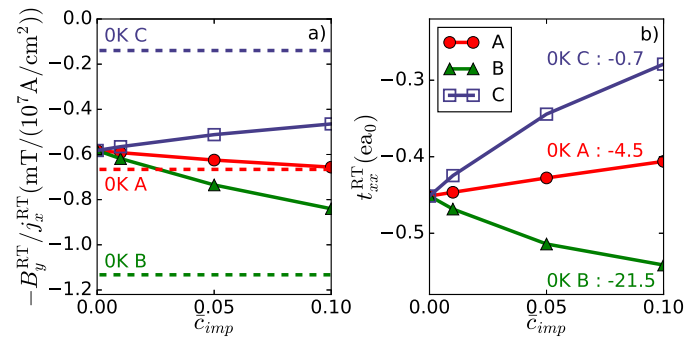 0.0
−0.2
−0.4
−0.6
−0.8
−1.0
−1.2
0.00
0.05
0.10
−B_y^RT/j_x^RT(mT/(10^7A/cm^2))
c̄_imp
a)
0K C
0K A
0K B
−0.3
−0.4
−0.5
0.00
0.05
0.10
t_xx^RT(ea_0)
c̄_imp
b)
A
B
C
0K C : -0.7
0K A : -4.5
0K B : -21.5